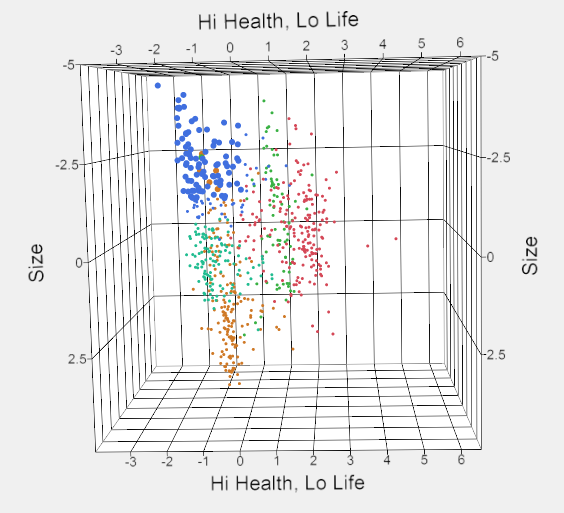 Hi Health, Lo Life
-3 -2 -1 0 1 2 3 4 5 6
-5 -5
-2.5 -2.5
Size Size
0 0
2.5 2.5
-3 -2 -1 0 1 2 3 4 5 6
Hi Health, Lo Life